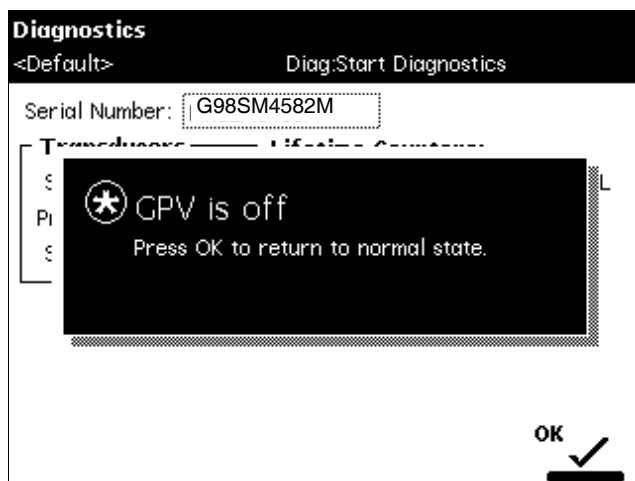 Diagnostics
<Default> Diag:Start Diagnostics
Serial Number: G98SM4582M
GPV is off
Press OK to return to normal state.
OK